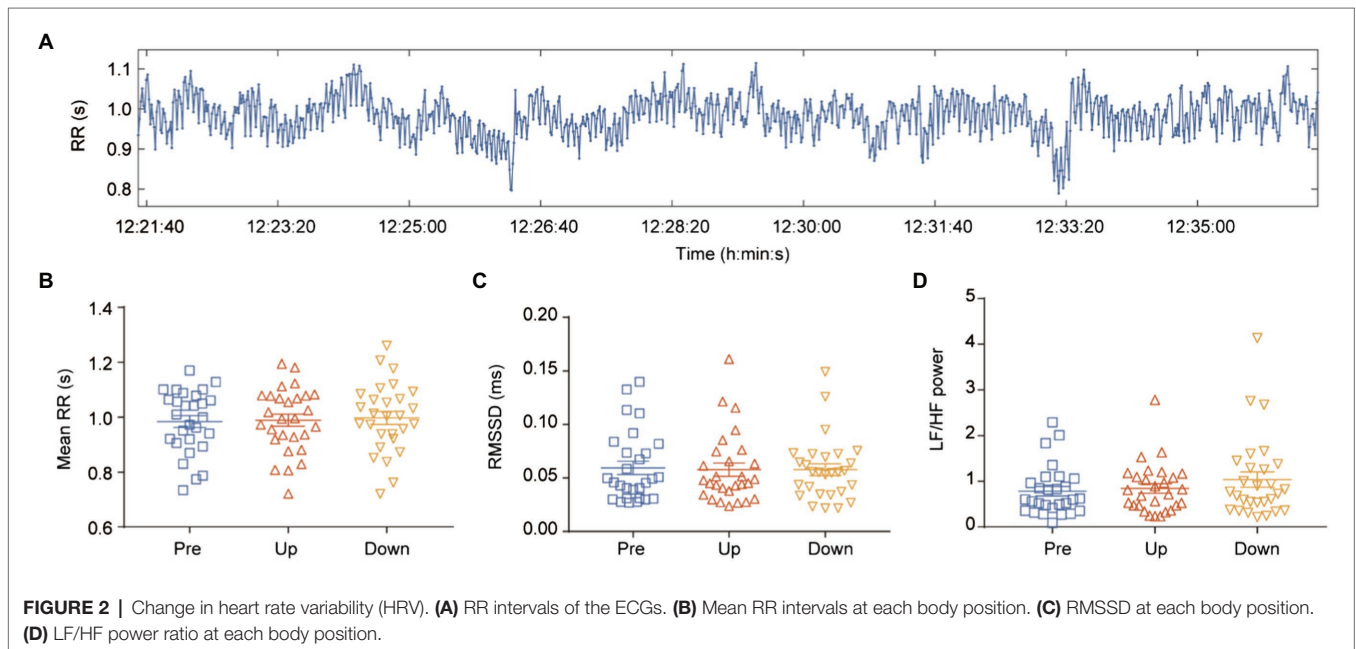 A
RR (s)
1.1
1.0
0.9
0.8
12:21:40 12:23:20 12:25:00 12:26:40 12:28:20 12:30:00 12:31:40 12:33:20 12:35:00
Time (h:min:s)
B
Mean RR (s)
1.4
1.2
1.0
0.8
0.6
Pre Up Down
C
RMSSD (ms)
0.20
0.15
0.10
0.05
0.00
Pre Up Down
D
LF/HF power
5
4
3
2
1
0
Pre Up Down
FIGURE 2 | Change in heart rate variability (HRV). (A) RR intervals of the ECGs. (B) Mean RR intervals at each body position. (C) RMSSD at each body position.
(D) LF/HF power ratio at each body position.